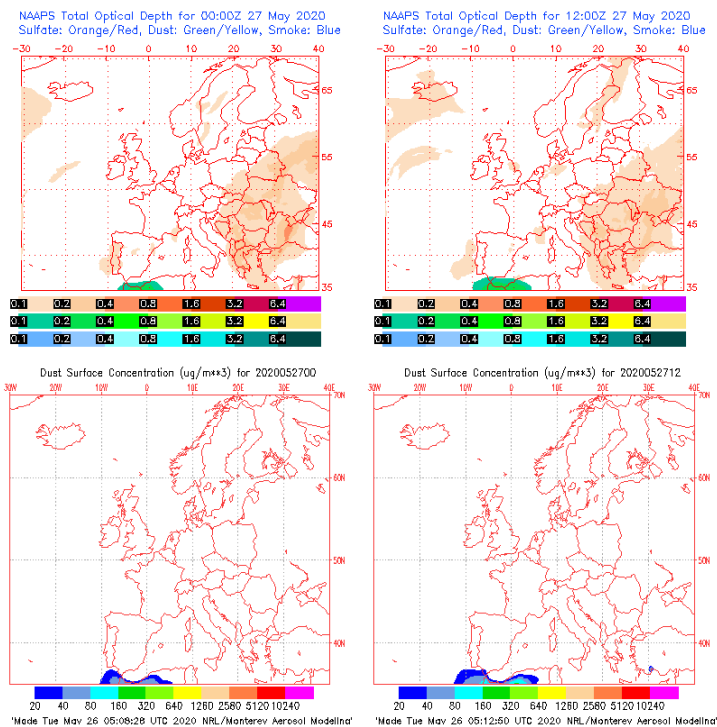 NAAPS Total Optical Depth for 00:00Z 27 May 2020
Sulfate: Orange/Red, Dust: Green/Yellow, Smoke: Blue
-30 -20 -10 0 10 20 30 40
65
55
45
35
0.1 0.2 0.4 0.8 1.6 3.2 6.4
0.1 0.2 0.4 0.8 1.6 3.2 6.4
0.1 0.2 0.4 0.8 1.6 3.2 6.4
NAAPS Total Optical Depth for 12:00Z 27 May 2020
Sulfate: Orange/Red, Dust: Green/Yellow, Smoke: Blue
-30 -20 -10 0 10 20 30 40
65
55
45
35
0.1 0.2 0.4 0.8 1.6 3.2 6.4
0.1 0.2 0.4 0.8 1.6 3.2 6.4
0.1 0.2 0.4 0.8 1.6 3.2 6.4
Dust Surface Concentration (ug/m**3) for 2020052700
30W 20W 10W 0 10E 20E 30E 40E
70N
60N
50N
40N
20 40 80 160 320 640 1280 2560 5120 10240
'Made Tue May 26 05:08:28 UTC 2020 NRL/Monterey Aerosol Modeling'
Dust Surface Concentration (ug/m**3) for 2020052712
30W 20W 10W 0 10E 20E 30E 40E
70N
60N
50N
40N
20 40 80 160 320 640 1280 2560 5120 10240
'Made Tue May 26 05:12:50 UTC 2020 NRL/Monterey Aerosol Modeling'